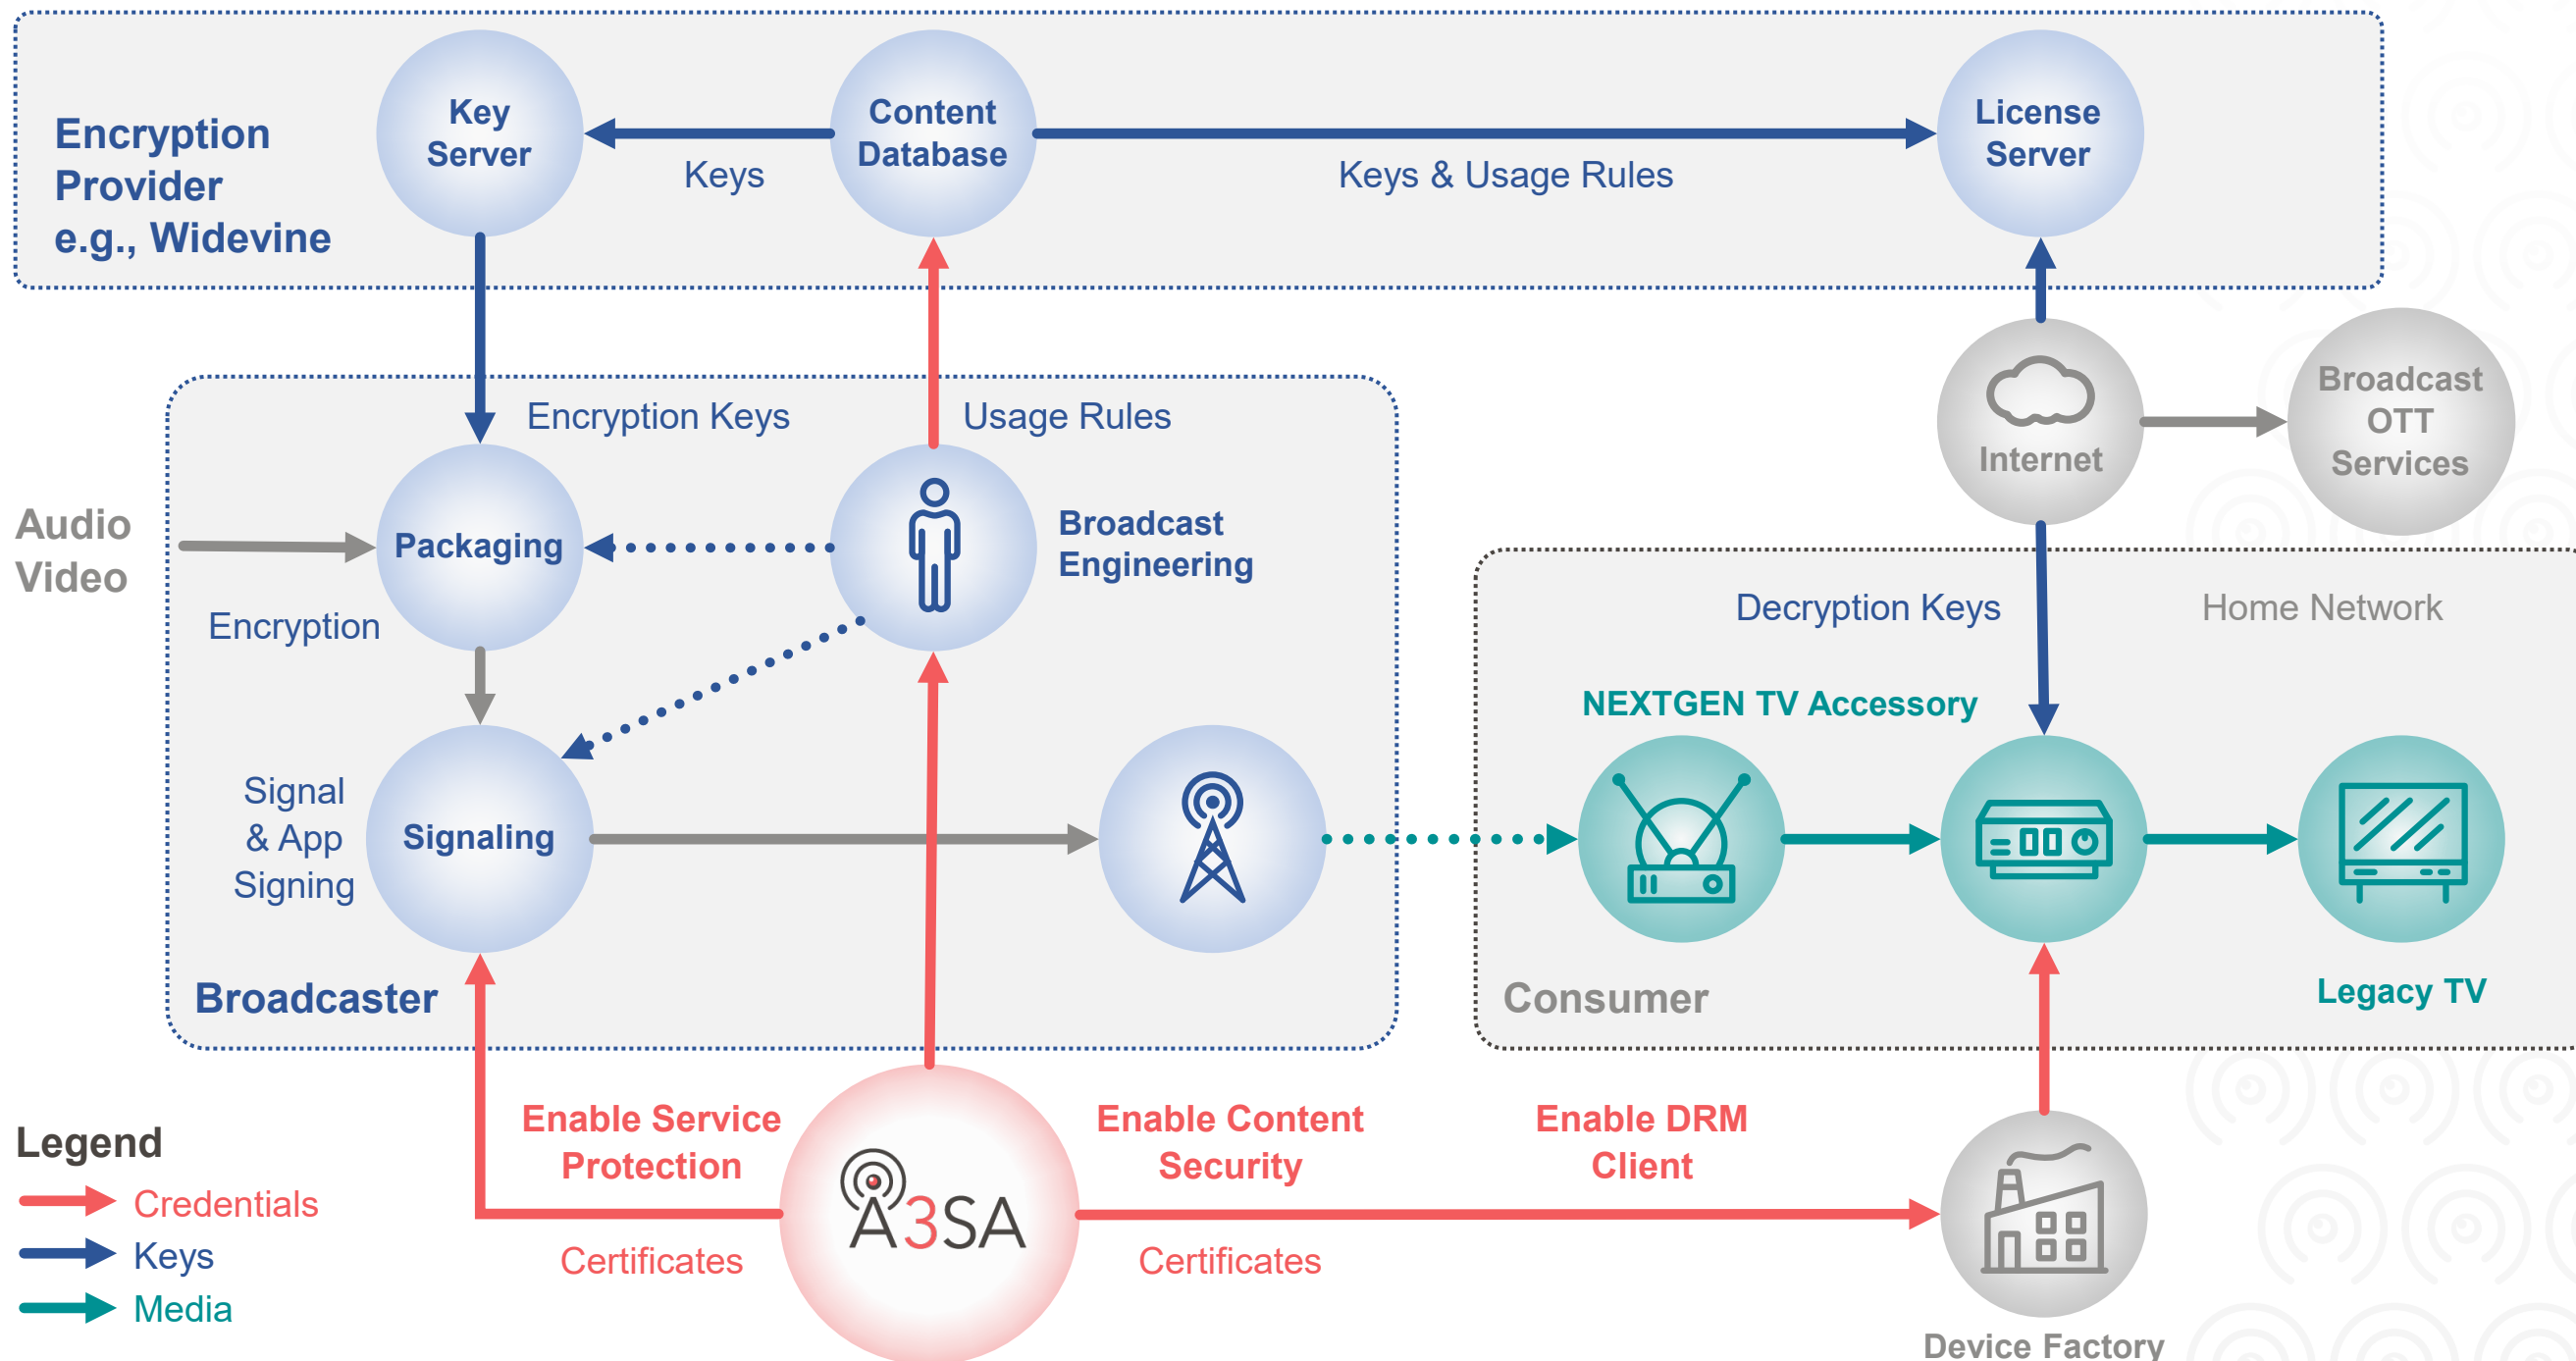 Encryption
Provider
e.g., Widevine
Key
Server
Keys
Content
Database
Keys & Usage Rules
License
Server
Encryption Keys
Usage Rules
Internet
Broadcast
OTT
Services
Audio
Video
Packaging
Encryption
Broadcast
Engineering
Decryption Keys
Home Network
NEXTGEN TV Accessory
Signal
& App
Signing
Signaling
Broadcaster
Consumer
Legacy TV
Legend
Credentials
Keys
Media
Enable Service
Protection
Certificates
A3SA
Enable Content
Security
Certificates
Enable DRM
Client
Device Factory